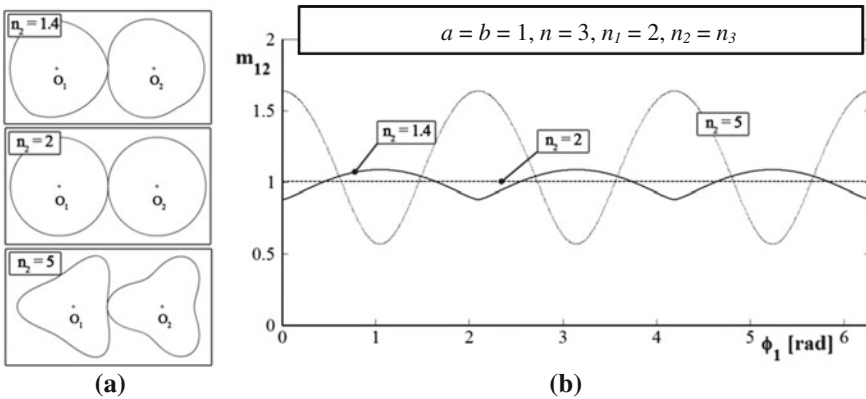 n₂ = 1.4
O₁ O₂
n₂ = 2
O₁ O₂
n₂ = 5
O₁ O₂
(a)
a = b = 1, n = 3, n₁ = 2, n₂ = n₃
m₁₂
2
1.5
1
0.5
0
n₂ = 1.4
n₂ = 2
n₂ = 5
0 1 2 3 4 5 6
ϕ₁ [rad]
(b)